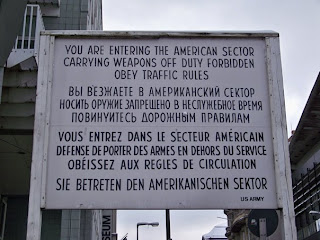 YOU ARE ENTERING THE AMERICAN SECTOR
CARRYING WEAPONS OFF DUTY FORBIDDEN
OBEY TRAFFIC RULES
ВЫ ВЪЕЗЖАЕТЕ В АМЕРИКАНСКИЙ СЕКТОР
НОСИТЬ ОРУЖИЕ ЗАПРЕЩЕНО В НЕСЛУЖЕБНОЕ ВРЕМЯ
ПОВИНУЙТЕСЬ ДОРОЖНЫМ ПРАВИЛАМ
VOUS ENTREZ DANS LE SECTEUR AMÉRICAIN
DÉFENSE DE PORTER DES ARMES EN DEHORS DU SERVICE
OBÉISSEZ AUX RÈGLES DE CIRCULATION
SIE BETRETEN DEN AMERIKANISCHEN SEKTOR
US ARMY